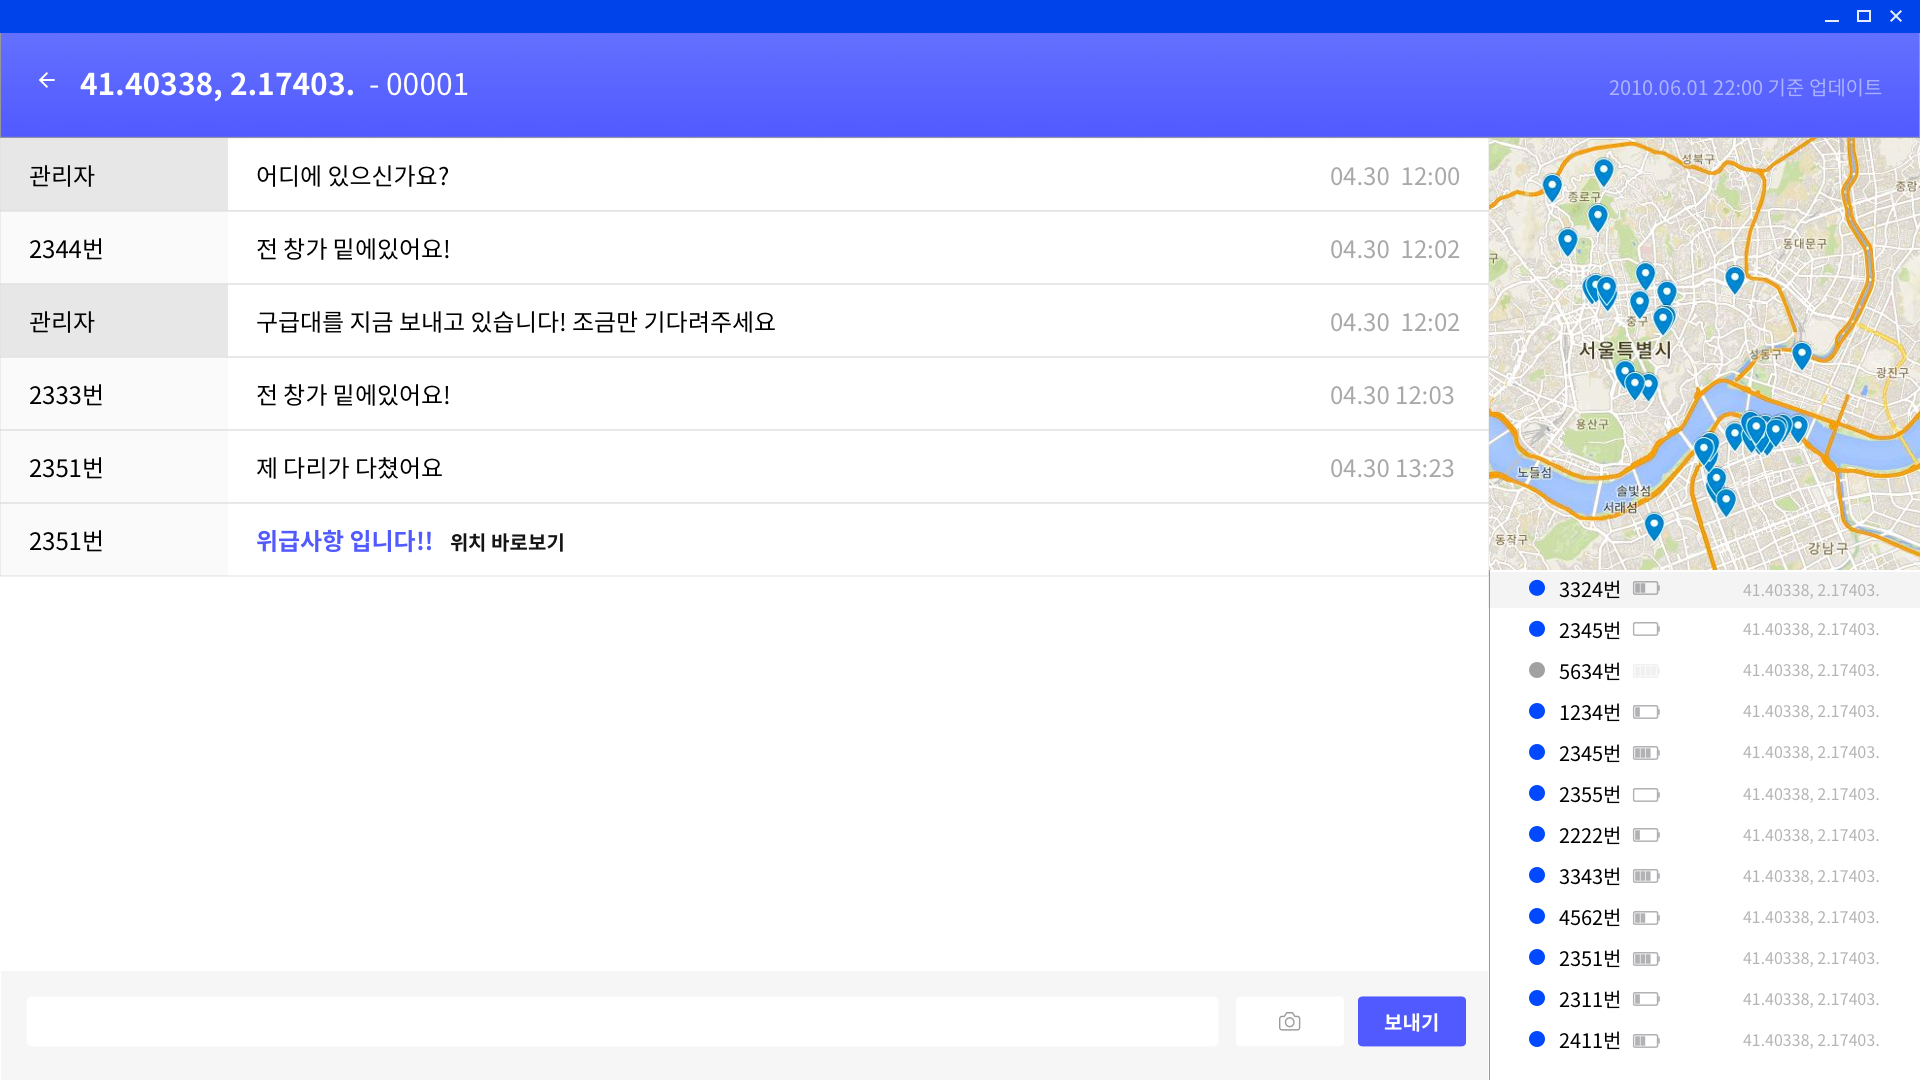 41.40338, 2.17403. - 00001
2010.06.01 22:00 기준 업데이트
관리자 어디에 있으신가요? 04.30 12:00
2344번 전 창가 밑에있어요! 04.30 12:02
관리자 구급대를 지금 보내고 있습니다! 조금만 기다려주세요 04.30 12:02
2333번 전 창가 밑에있어요! 04.30 12:03
2351번 제 다리가 다쳤어요 04.30 13:23
2351번 위급사항 입니다!! 위치 바로보기
보내기
성북구
중랑
종로구
동대문구
구
중구
서울특별시
성동구
광진구
용산구
노들섬
솔빛섬
서래섬
동작구
강남구
3324번 41.40338, 2.17403.
2345번 41.40338, 2.17403.
5634번 41.40338, 2.17403.
1234번 41.40338, 2.17403.
2345번 41.40338, 2.17403.
2355번 41.40338, 2.17403.
2222번 41.40338, 2.17403.
3343번 41.40338, 2.17403.
4562번 41.40338, 2.17403.
2351번 41.40338, 2.17403.
2311번 41.40338, 2.17403.
2411번 41.40338, 2.17403.